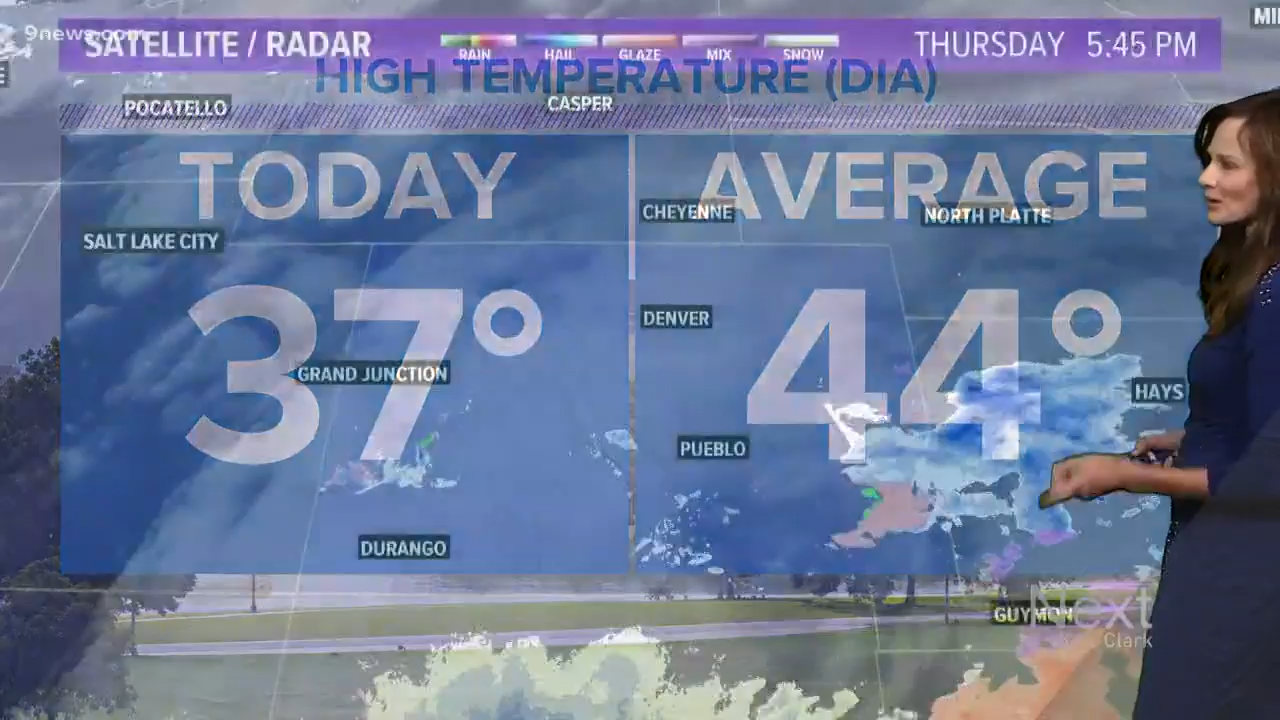 9news.com
SATELLITE / RADAR
RAIN
HAIL
GLAZE
MIX
SNOW
THURSDAY 5:45 PM
HIGH TEMPERATURE (DIA)
POCATELLO
CASPER
TODAY
AVERAGE
CHEYENNE
NORTH PLATTE
SALT LAKE CITY
37°
44°
DENVER
GRAND JUNCTION
HAYS
PUEBLO
DURANGO
Next
GUYMON
Clark